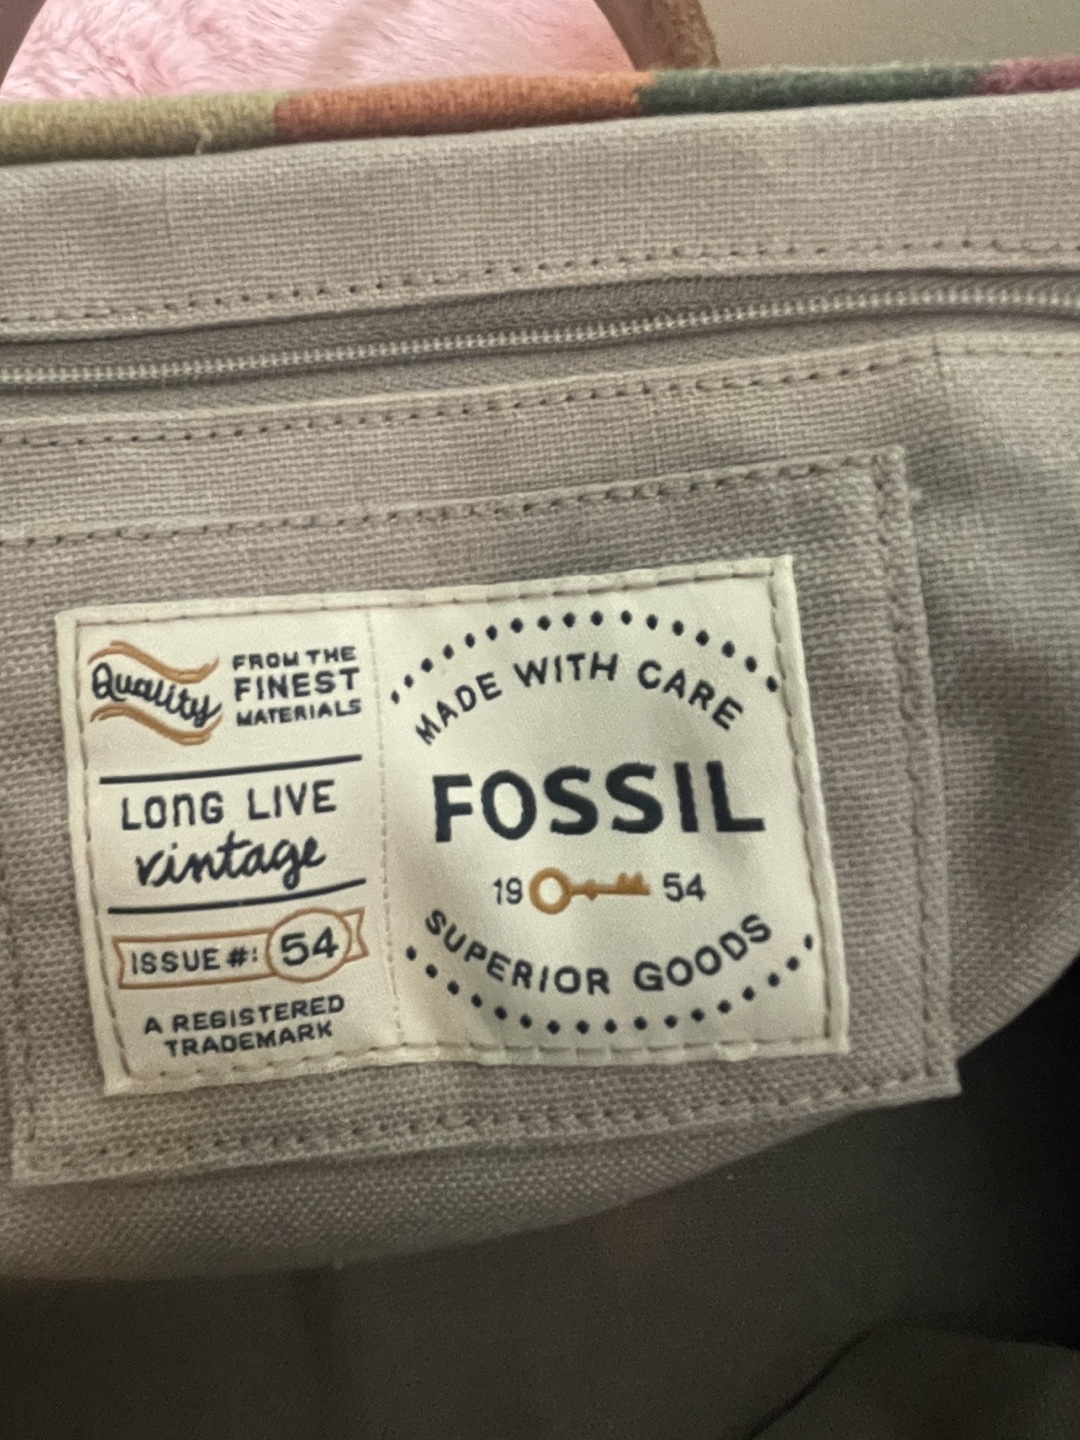 Quality
FROM THE
FINEST
MATERIALS
LONG LIVE
vintage
ISSUE #: 54
A REGISTERED
TRADEMARK
MADE WITH CARE
FOSSIL
19 54
SUPERIOR GOODS